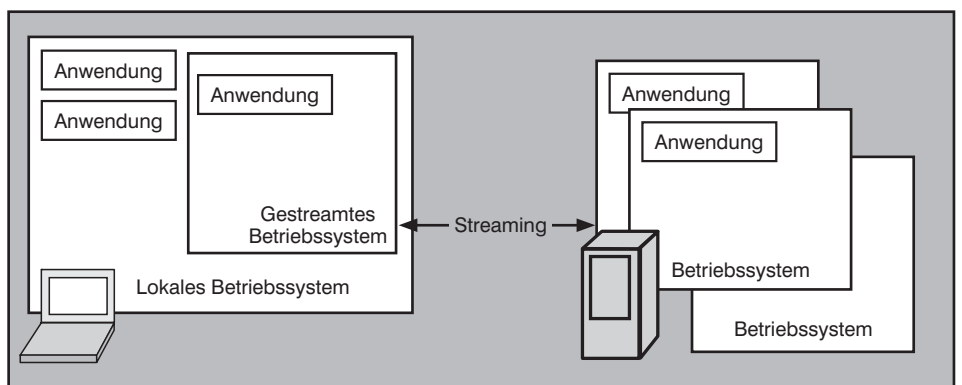 Anwendung
Anwendung
Anwendung
Gestreamtes
Betriebssystem
Lokales Betriebssystem
Streaming
Anwendung
Anwendung
Betriebssystem
Betriebssystem